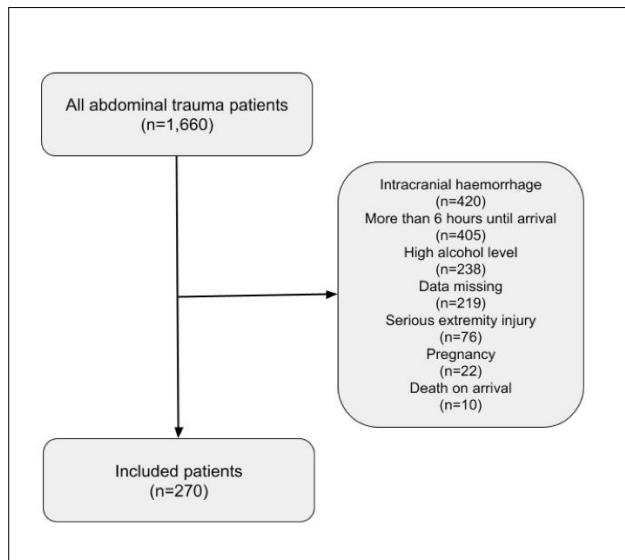 All abdominal trauma patients
(n=1,660)
Intracranial haemorrhage
(n=420)
More than 6 hours until arrival
(n=405)
High alcohol level
(n=238)
Data missing
(n=219)
Serious extremity injury
(n=76)
Pregnancy
(n=22)
Death on arrival
(n=10)
Included patients
(n=270)